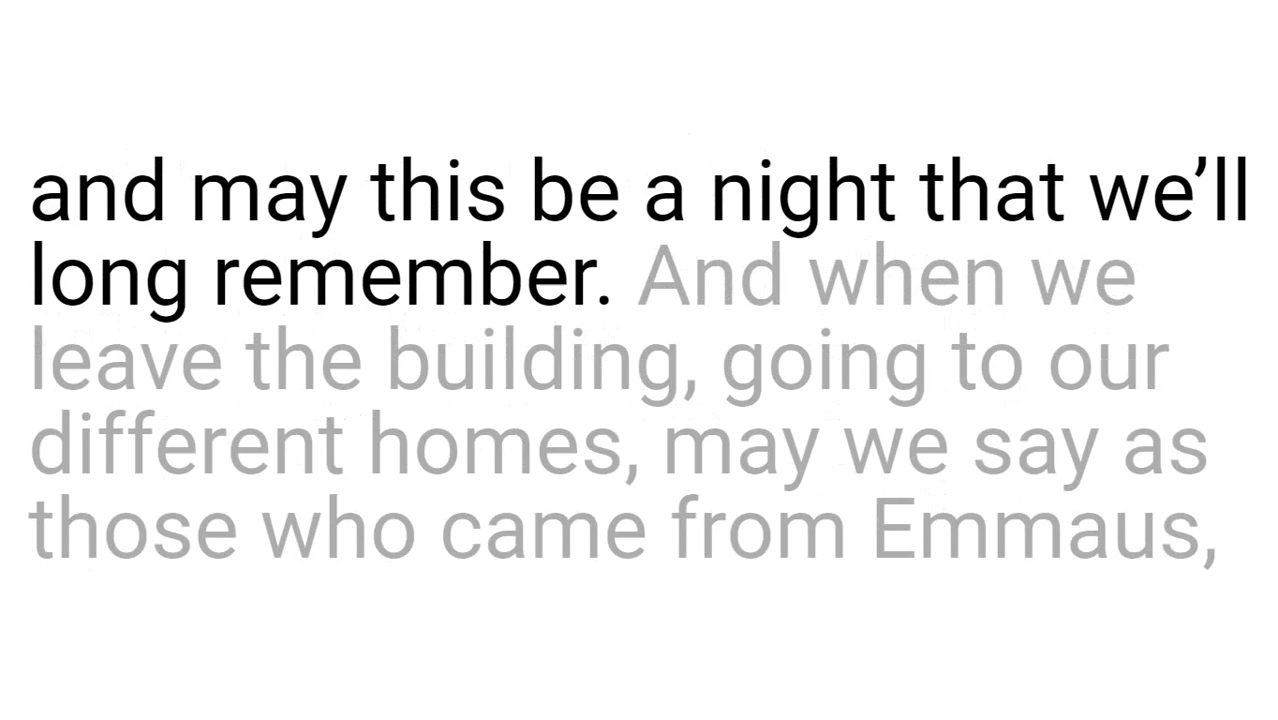 and may this be a night that we’ll
long remember. And when we
leave the building, going to our
different homes, may we say as
those who came from Emmaus,